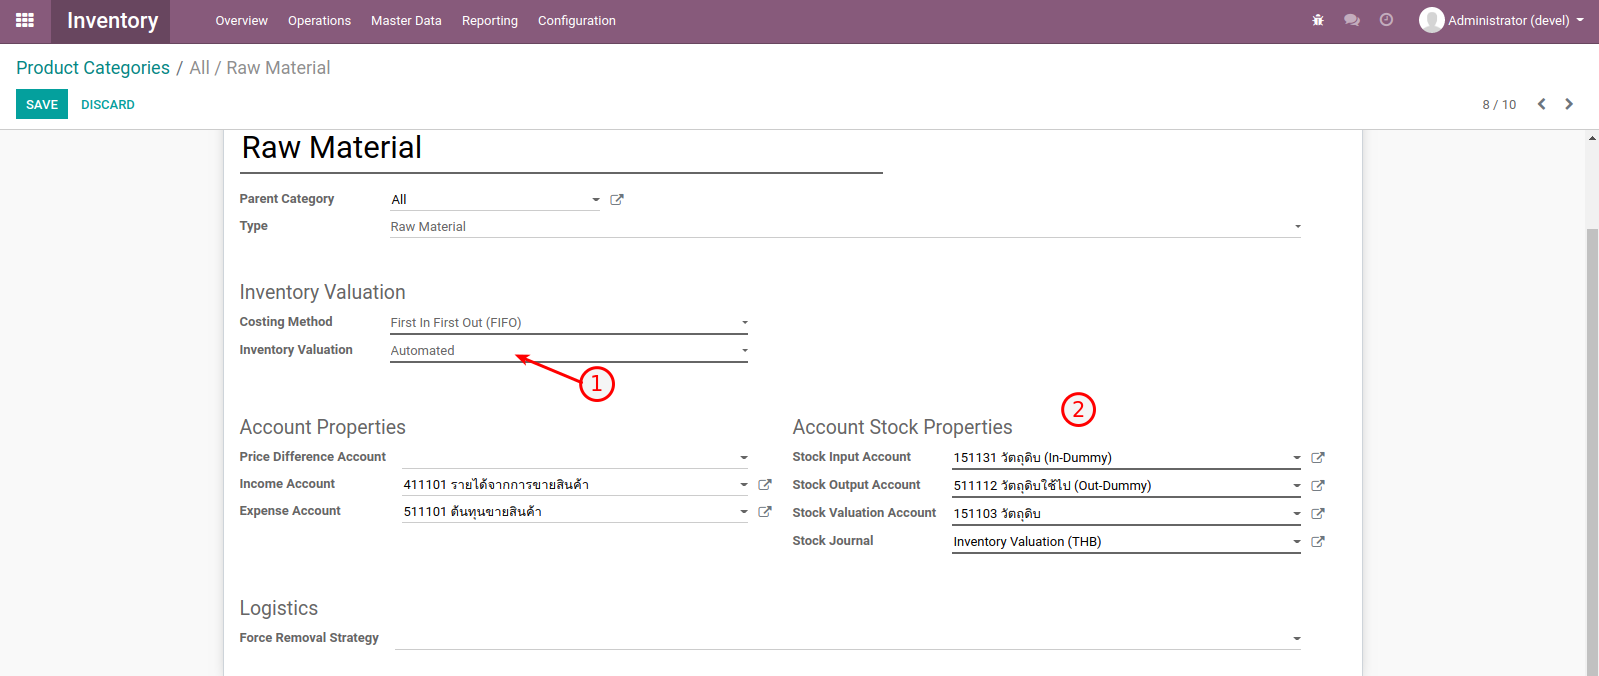 Inventory Overview Operations Master Data Reporting Configuration Administrator (devel)
Product Categories / All / Raw Material
SAVE DISCARD 8 / 10
Raw Material
Parent Category All
Type Raw Material
Inventory Valuation
Costing Method First In First Out (FIFO)
Inventory Valuation Automated
1
2
Account Properties
Price Difference Account
Income Account 411101 รายได้จากการขายสินค้า
Expense Account 511101 ต้นทุนขายสินค้า
Account Stock Properties
Stock Input Account 151131 วัตถุดิบ (In-Dummy)
Stock Output Account 511112 วัตถุดิบใช้ไป (Out-Dummy)
Stock Valuation Account 151103 วัตถุดิบ
Stock Journal Inventory Valuation (THB)
Logistics
Force Removal Strategy